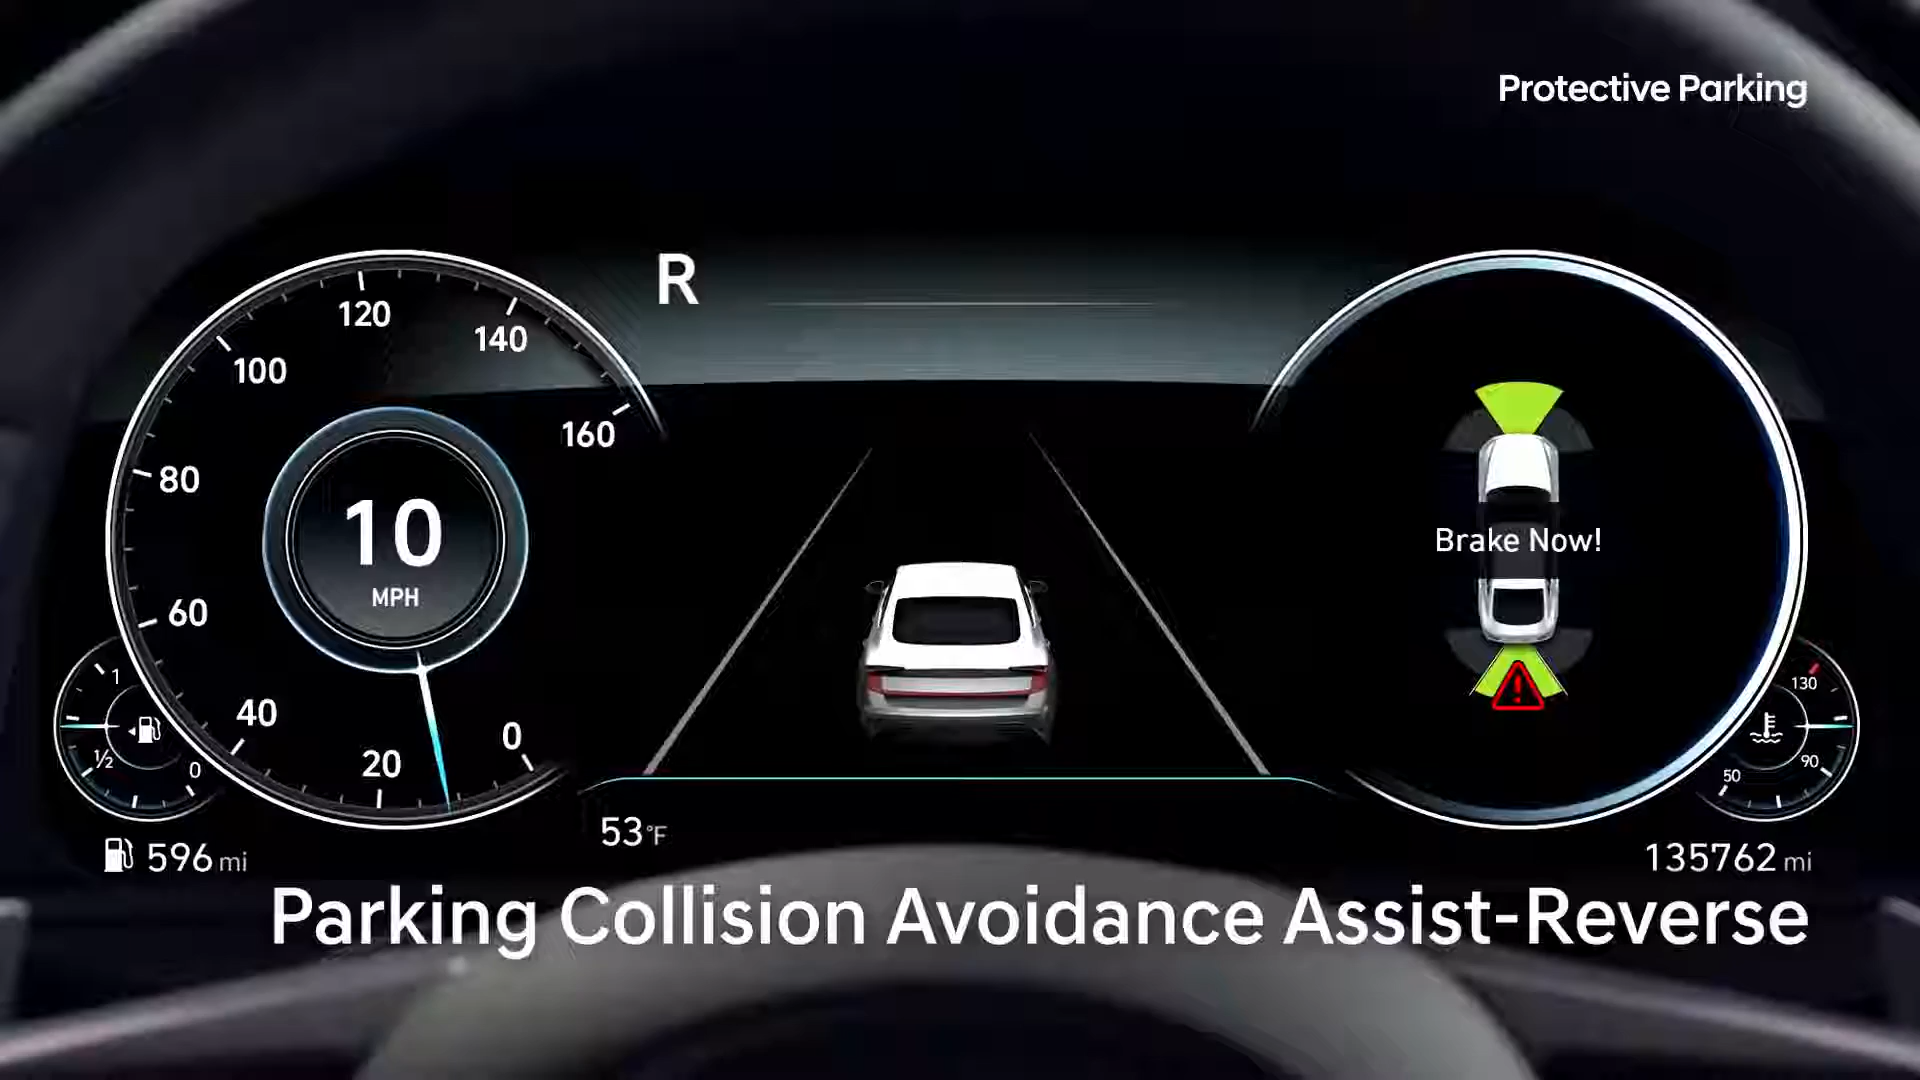 Protective Parking
R
120
140
100
160
80
10
MPH
Brake Now!
60
1
40
130
½
20
0
0
90
50
53°F
596 mi
135762 mi
Parking Collision Avoidance Assist-Reverse